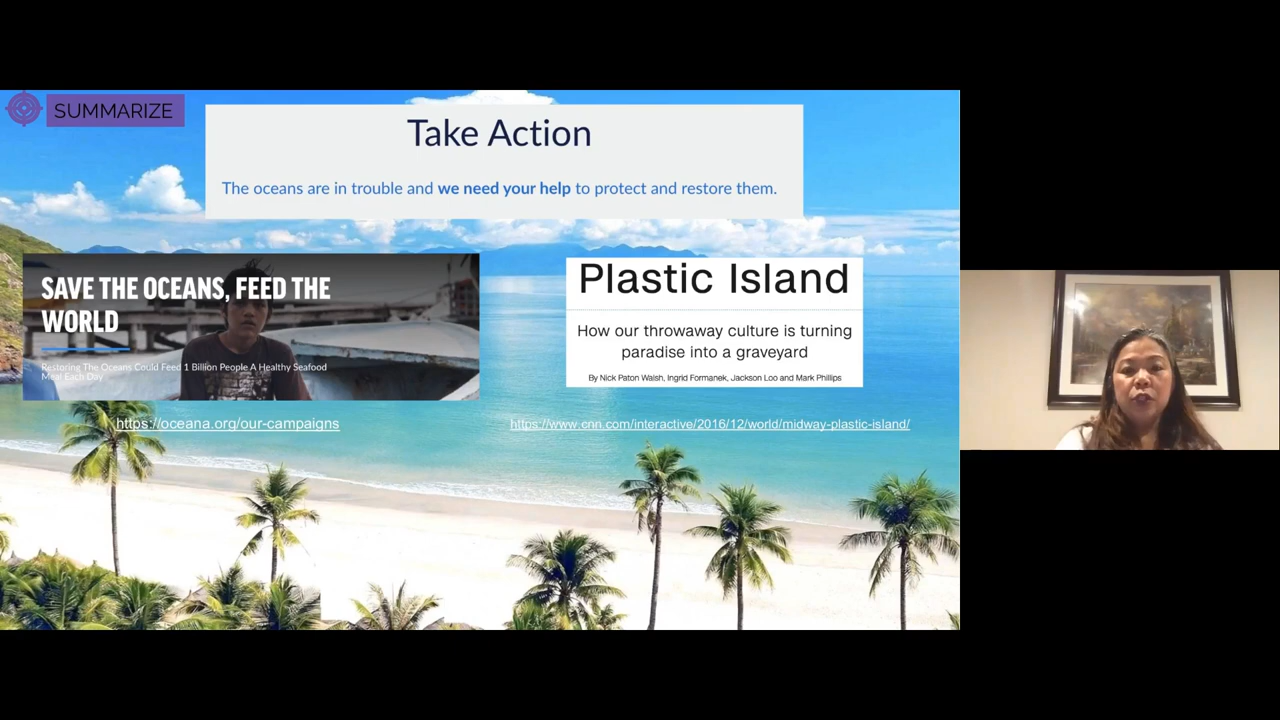 SUMMARIZE
Take Action
The oceans are in trouble and we need your help to protect and restore them.
SAVE THE OCEANS, FEED THE
WORLD
Restoring The Oceans Could Feed 1 Billion People A Healthy Seafood
Meal Each Day
https://oceana.org/our-campaigns
Plastic Island
How our throwaway culture is turning
paradise into a graveyard
By Nick Paton Walsh, Ingrid Formanek, Jackson Loo and Mark Phillips
https://www.cnn.com/interactive/2016/12/world/midway-plastic-island/